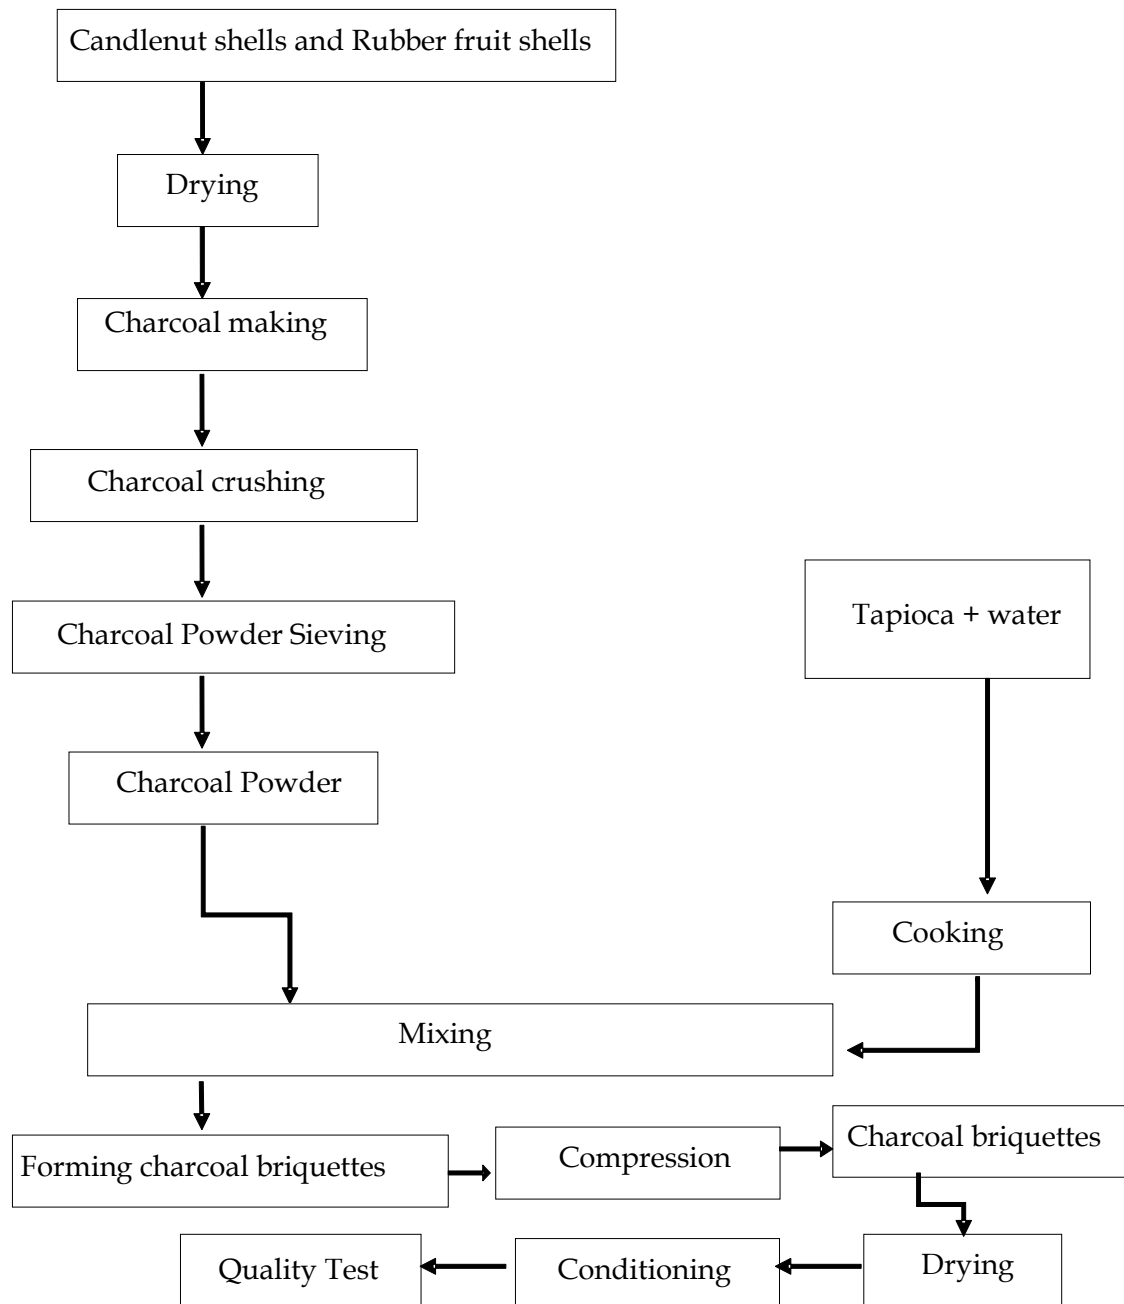 Candlenut shells and Rubber fruit shells
Drying
Charcoal making
Charcoal crushing
Charcoal Powder Sieving
Charcoal Powder
Tapioca + water
Cooking
Mixing
Forming charcoal briquettes
Compression
Charcoal briquettes
Drying
Conditioning
Quality Test